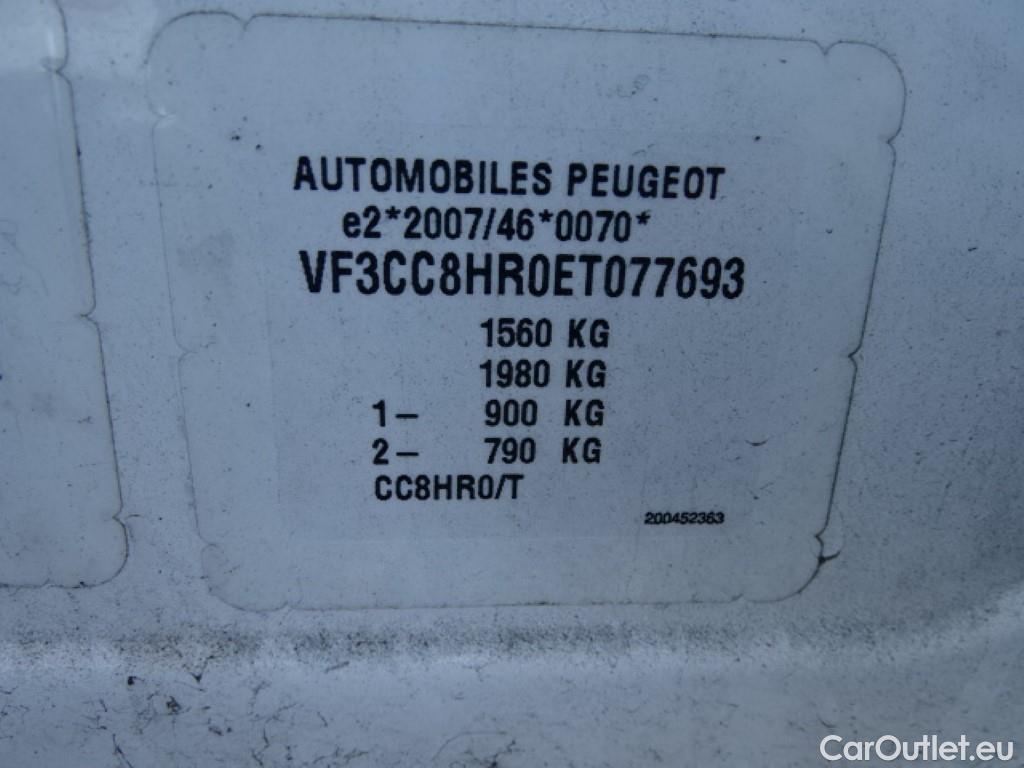 AUTOMOBILES PEUGEOT
e2*2007/46*0070*
VF3CC8HR0ET077693
1560 KG
1980 KG
1- 900 KG
2- 790 KG
CC8HR0/T
200452363
CarOutlet.eu